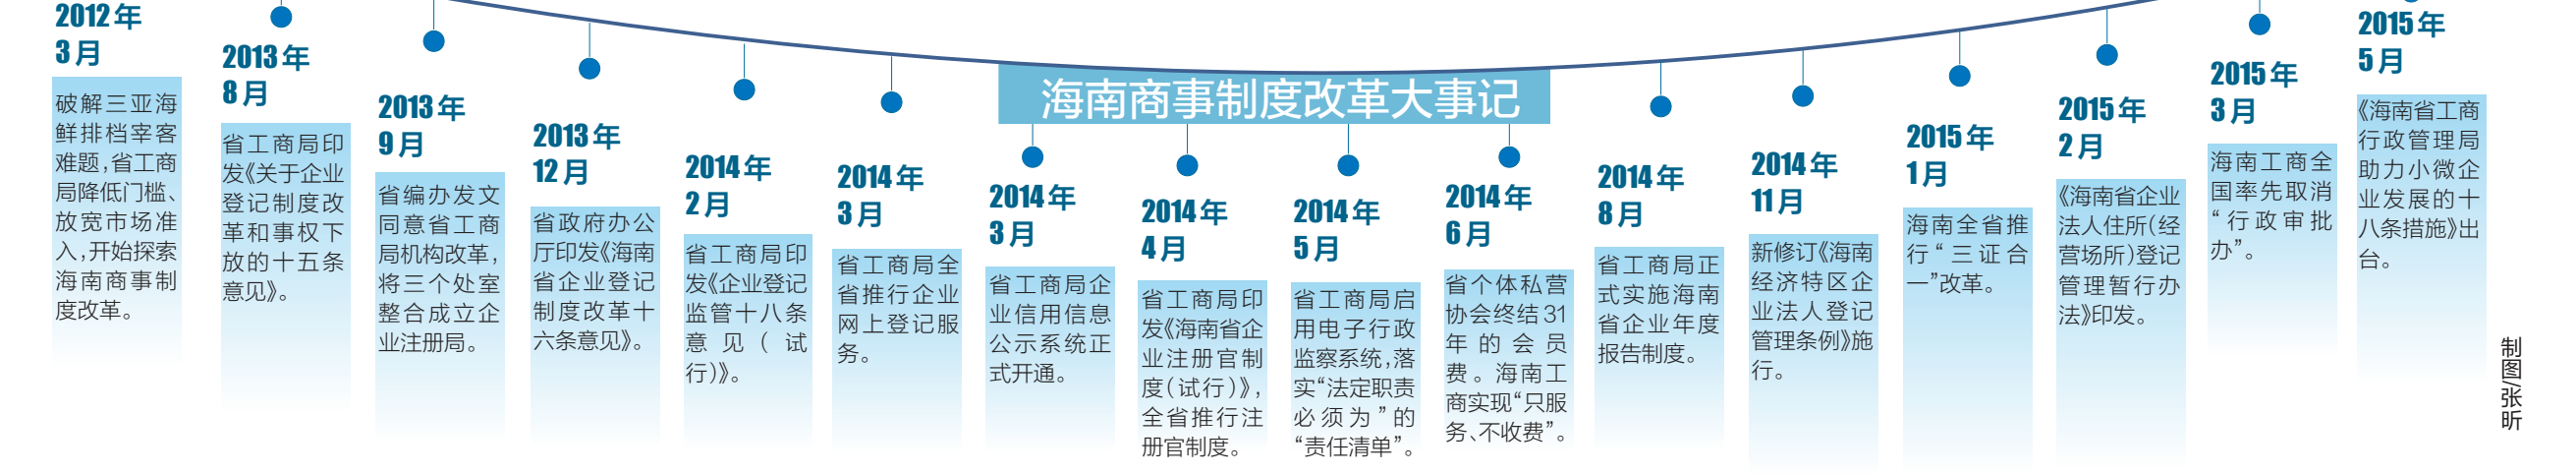 2012年
3月
破解三亚海
鲜排档宰客
难题,省工商
局降低门槛、
放宽市场准
入,开始探索
海南商事制
度改革。
2013年
8月
省工商局印
发《关于企业
登记制度改
革和事权下
放的十五条
意见》。
2013年
9月
省编办发文
同意省工商
局机构改革,
将三个处室
整合成立企
业注册局。
2013年
12月
省政府办公
厅印发《海南
省企业登记
制度改革十
六条意见》。
2014年
2月
省工商局印
发《企业登记
监管十八条
意见(试
行)》。
2014年
3月
省工商局全
省推行企业
网上登记服
务。
海南商事制度改革大事记
2014年
3月
省工商局企
业信用信息
公示系统正
式开通。
2014年
4月
省工商局印
发《海南省企
业注册官制
度(试行)》,
全省推行注
册官制度。
2014年
5月
省工商局启
用电子行政
监察系统,落
实“法定职责
必须为”的
“责任清单”。
2014年
6月
省个体私营
协会终结31
年的会员
费。海南工
商实现“只服
务、不收费”。
2014年
8月
省工商局正
式实施海南
省企业年度
报告制度。
2014年
11月
新修订《海南
经济特区企
业法人登记
管理条例》施
行。
2015年
1月
海南全省推
行“三证合
一”改革。
2015年
2月
《海南省企业
法人住所(经
营场所)登记
管理暂行办
法》印发。
2015年
3月
海南工商全
国率先取消
“行政审批
办”。
2015年
5月
《海南省工商
行政管理局
助力小微企
业发展的十
八条措施》出
台。
制图/张昕